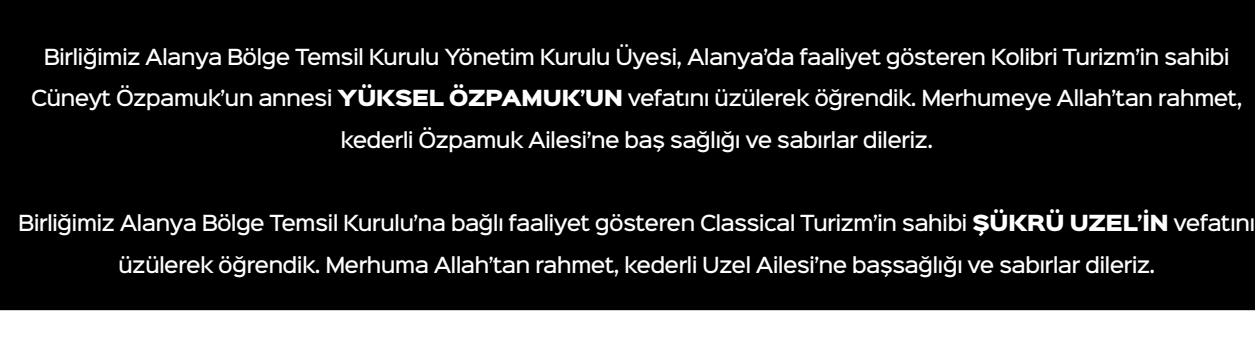 Birliğimiz Alanya Bölge Temsil Kurulu Yönetim Kurulu Üyesi, Alanya’da faaliyet gösteren Kolibri Turizm’in sahibi
Cüneyt Özpamuk’un annesi YÜKSEL ÖZPAMUK’UN vefatını üzülerek öğrendik. Merhumeye Allah’tan rahmet,
kederli Özpamuk Ailesi’ne baş sağlığı ve sabırlar dileriz.
Birliğimiz Alanya Bölge Temsil Kurulu’na bağlı faaliyet gösteren Classical Turizm’in sahibi ŞÜKRÜ UZEL’İN vefatını
üzülerek öğrendik. Merhuma Allah’tan rahmet, kederli Uzel Ailesi’ne başsağlığı ve sabırlar dileriz.